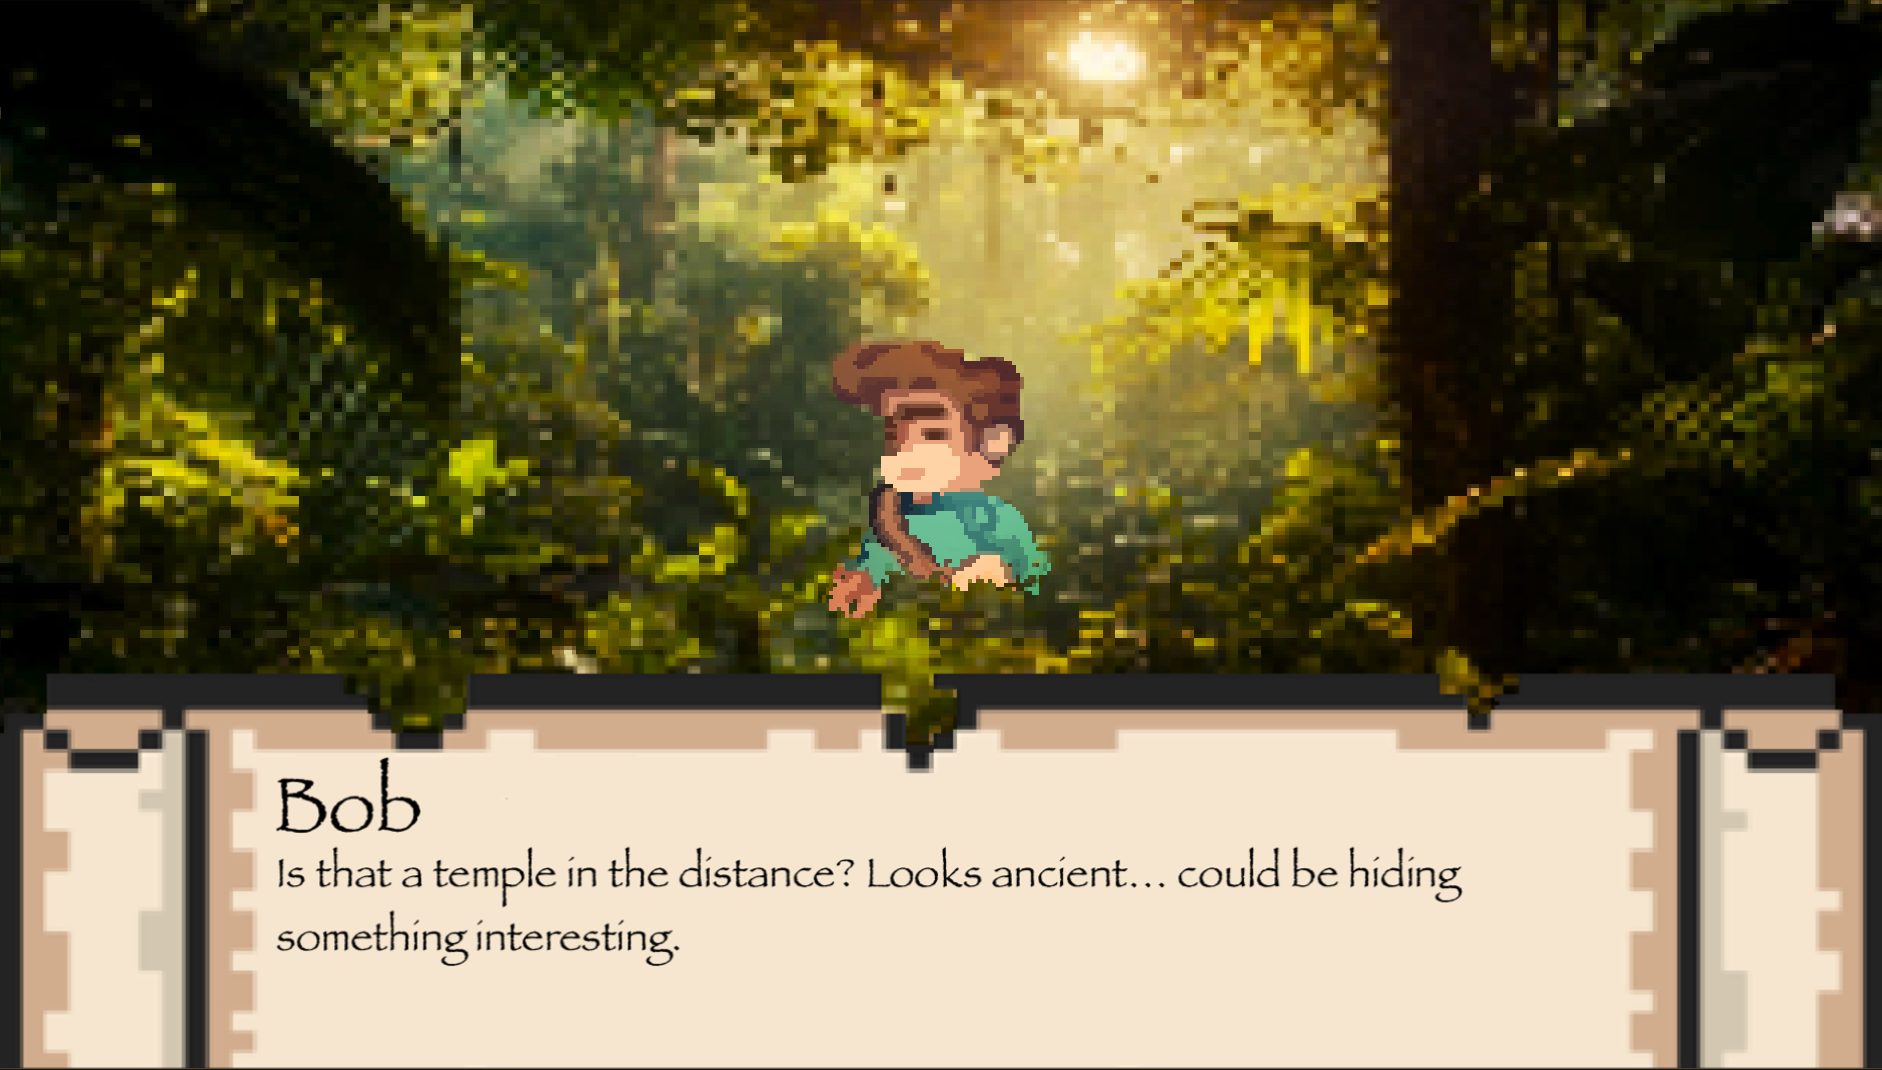 Bob
Is that a temple in the distance? Looks ancient... could be hiding
something interesting.